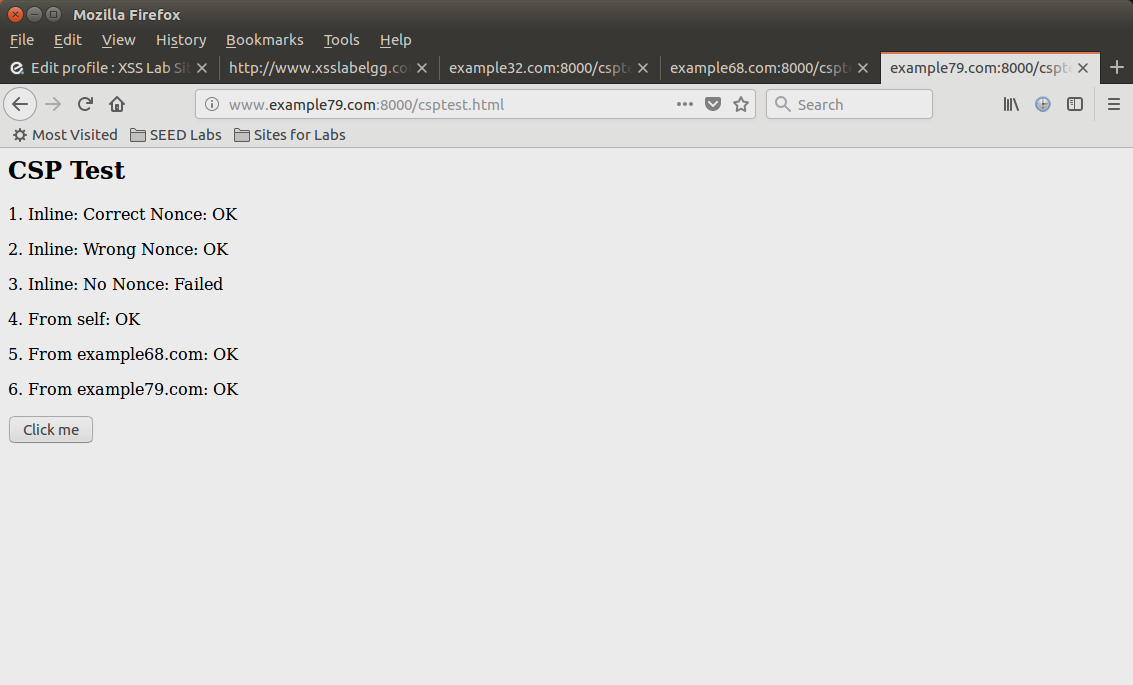 Mozilla Firefox
File Edit View History Bookmarks Tools Help
Edit profile : XSS Lab Sit http://www.xsslabelgg.co example32.com:8000/cspte example68.com:8000/cspt example79.com:8000/cspte
www.example79.com:8000/csptest.html Search
Most Visited SEED Labs Sites for Labs
CSP Test
1. Inline: Correct Nonce: OK
2. Inline: Wrong Nonce: OK
3. Inline: No Nonce: Failed
4. From self: OK
5. From example68.com: OK
6. From example79.com: OK
Click me